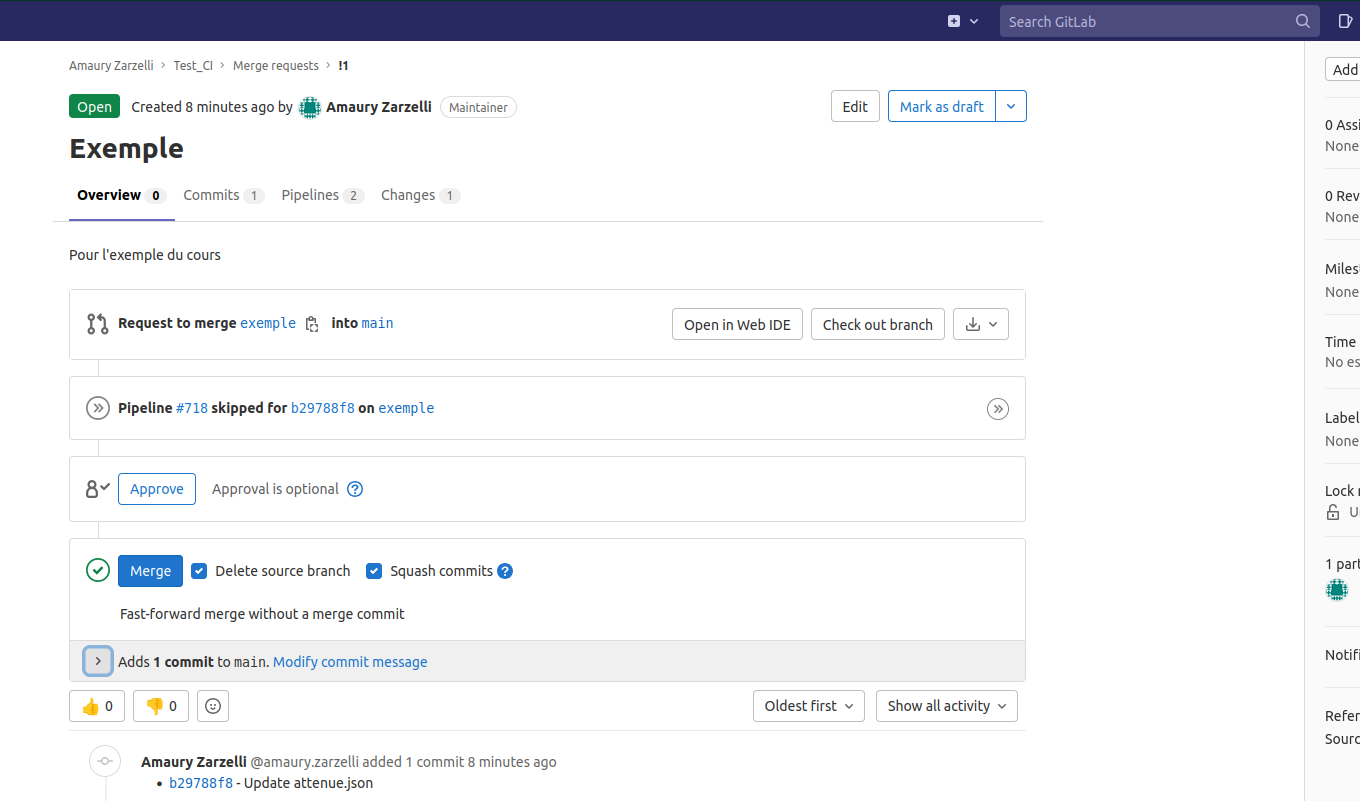 Search GitLab
Amaury Zarzelli › Test_CI › Merge requests › !1
Add
Open Created 8 minutes ago by Amaury Zarzelli Maintainer Edit Mark as draft
0 Assi
None
Exemple
Overview 0 Commits 1 Pipelines 2 Changes 1
0 Rev
None
Pour l'exemple du cours
Miles
None
Request to merge exemple into main Open in Web IDE Check out branch
Time
No es
Pipeline #718 skipped for b29788f8 on exemple
Label
None
Approve Approval is optional
Lock
Merge Delete source branch Squash commits
1 part
Fast-forward merge without a merge commit
Adds 1 commit to main. Modify commit message
Notifi
0 0 Oldest first Show all activity
Refer
Sourc
Amaury Zarzelli @amaury.zarzelli added 1 commit 8 minutes ago
• b29788f8 - Update attenue.json